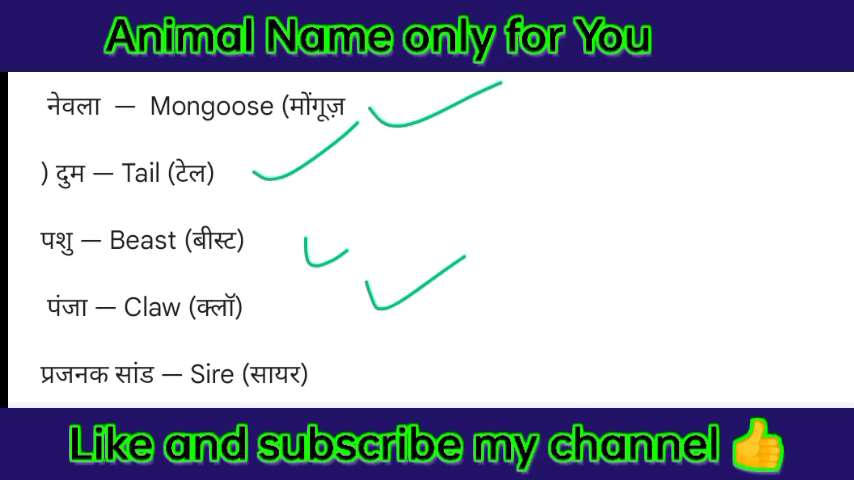 Animal Name only for You
नेवला — Mongoose (मोंगूज़
) दुम — Tail (टेल)
पशु — Beast (बीस्ट)
पंजा — Claw (क्लॉ)
प्रजनक सांड — Sire (सायर)
Like and subscribe my channel 👍